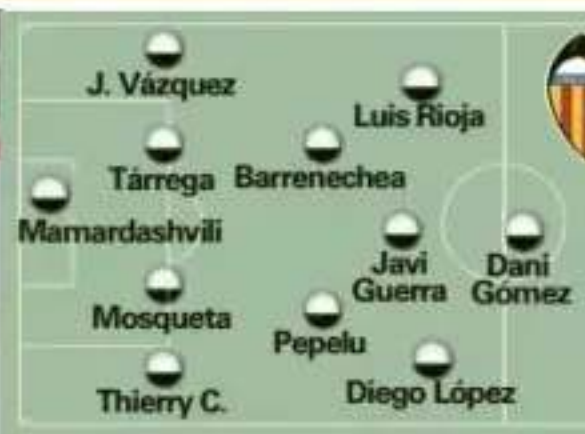 J. Vázquez
Luis Rioja
Tárrega
Barrenechea
Mamardashvili
Javi
Guerra
Dani
Gómez
Mosqueta
Pepelu
Thierry C.
Diego López